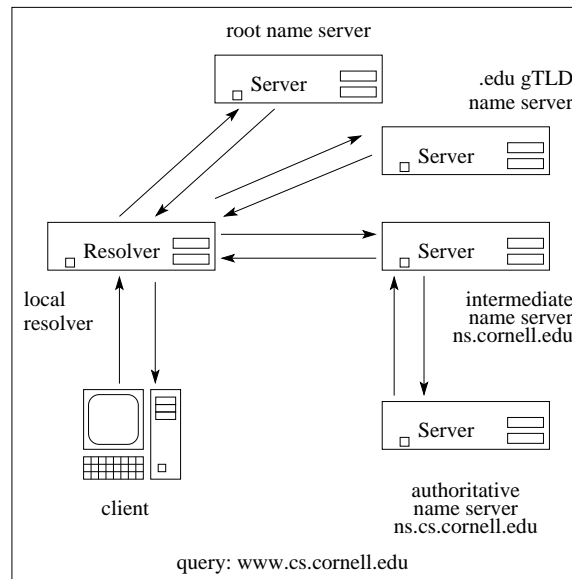 root name server
Server
.edu gTLD
name server
Server
Resolver
Server
local
resolver
intermediate
name server
ns.cornell.edu
Server
client
authoritative
name server
ns.cs.cornell.edu
query: www.cs.cornell.edu